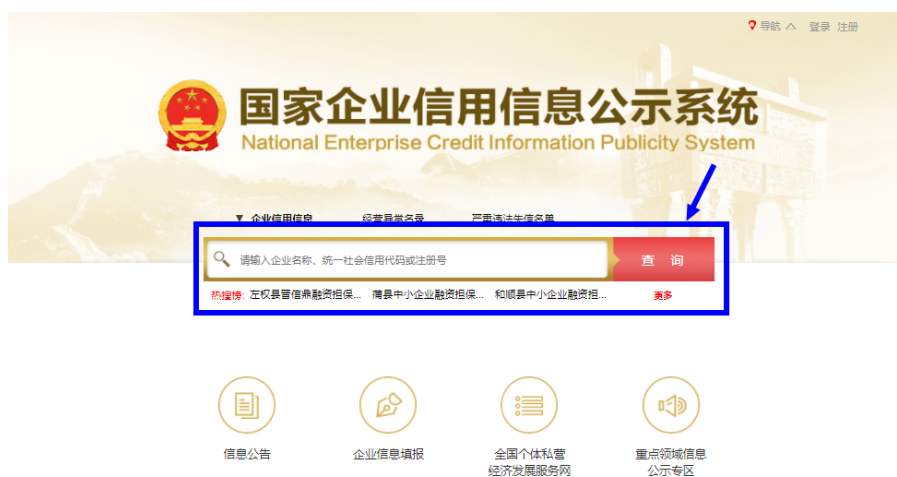 导航 登录 注册
国家企业信用信息公示系统
National Enterprise Credit Information Publicity System
企业信用信息 经营异常名录 严重违法失信名单
请输入企业名称、统一社会信用代码或注册号 查询
热搜榜: 左权县晋信鼎融资担保... 蒲县中小企业融资担保... 和顺县中小企业融资担... 更多
信息公告 企业信息填报 全国个体私营 重点领域信息
经济发展服务网 公示专区